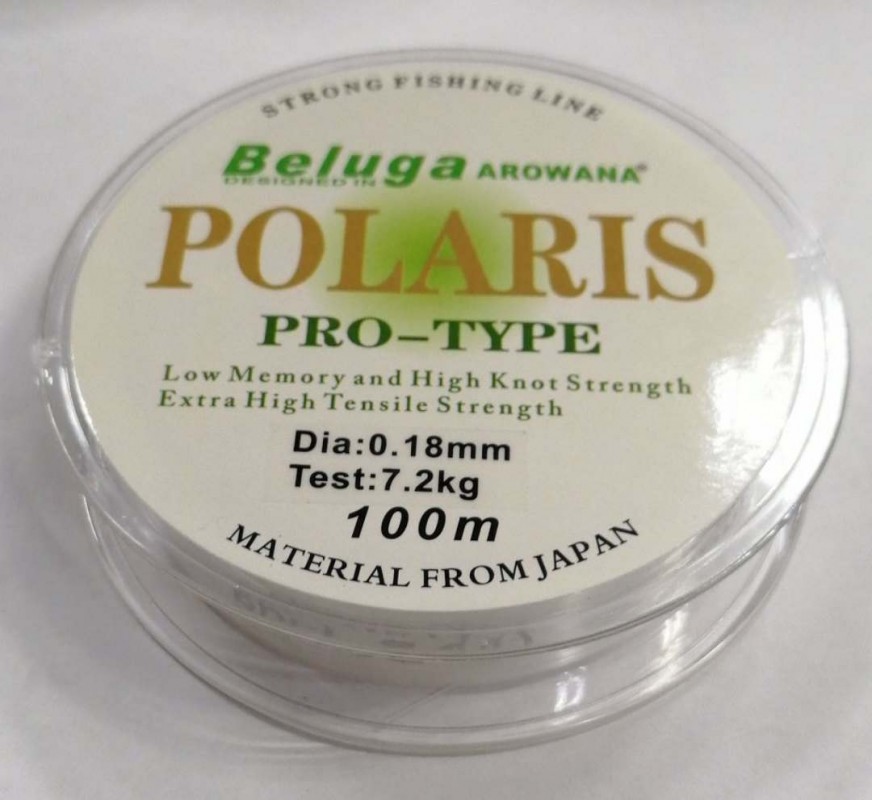 STRONG FISHING LINE
Beluga AROWANA®
DESIGNED IN
POLARIS
PRO-TYPE
Low Memory and High Knot Strength
Extra High Tensile Strength
Dia:0.18mm
Test:7.2kg
100m
MATERIAL FROM JAPAN